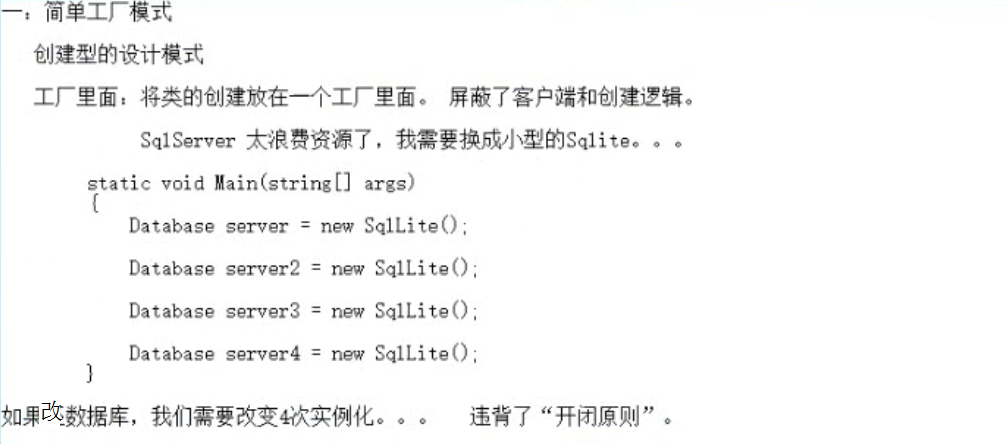 一：简单工厂模式
创建型的设计模式
工厂里面：将类的创建放在一个工厂里面。 屏蔽了客户端和创建逻辑。
SqlServer 太浪费资源了，我需要换成小型的Sqlite。。。
static void Main(string[] args)
{
Database server = new SqlLite();
Database server2 = new SqlLite();
Database server3 = new SqlLite();
Database server4 = new SqlLite();
}
如果改数据库，我们需要改变4次实例化。。。 违背了“开闭原则”。